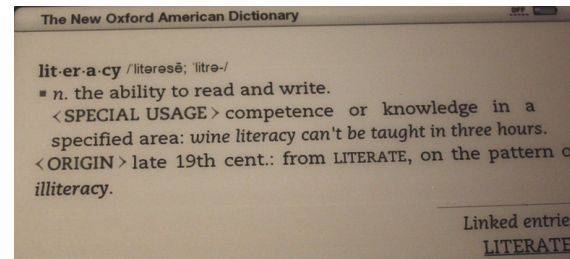 The New Oxford American Dictionary
OFF
lit·er·a·cy /ˈlitərəsē; ˈlitrə-/
▪ n. the ability to read and write.
<SPECIAL USAGE> competence or knowledge in a
specified area: wine literacy can't be taught in three hours.
<ORIGIN> late 19th cent.: from LITERATE, on the pattern o
illiteracy.
Linked entrie
LITERATE